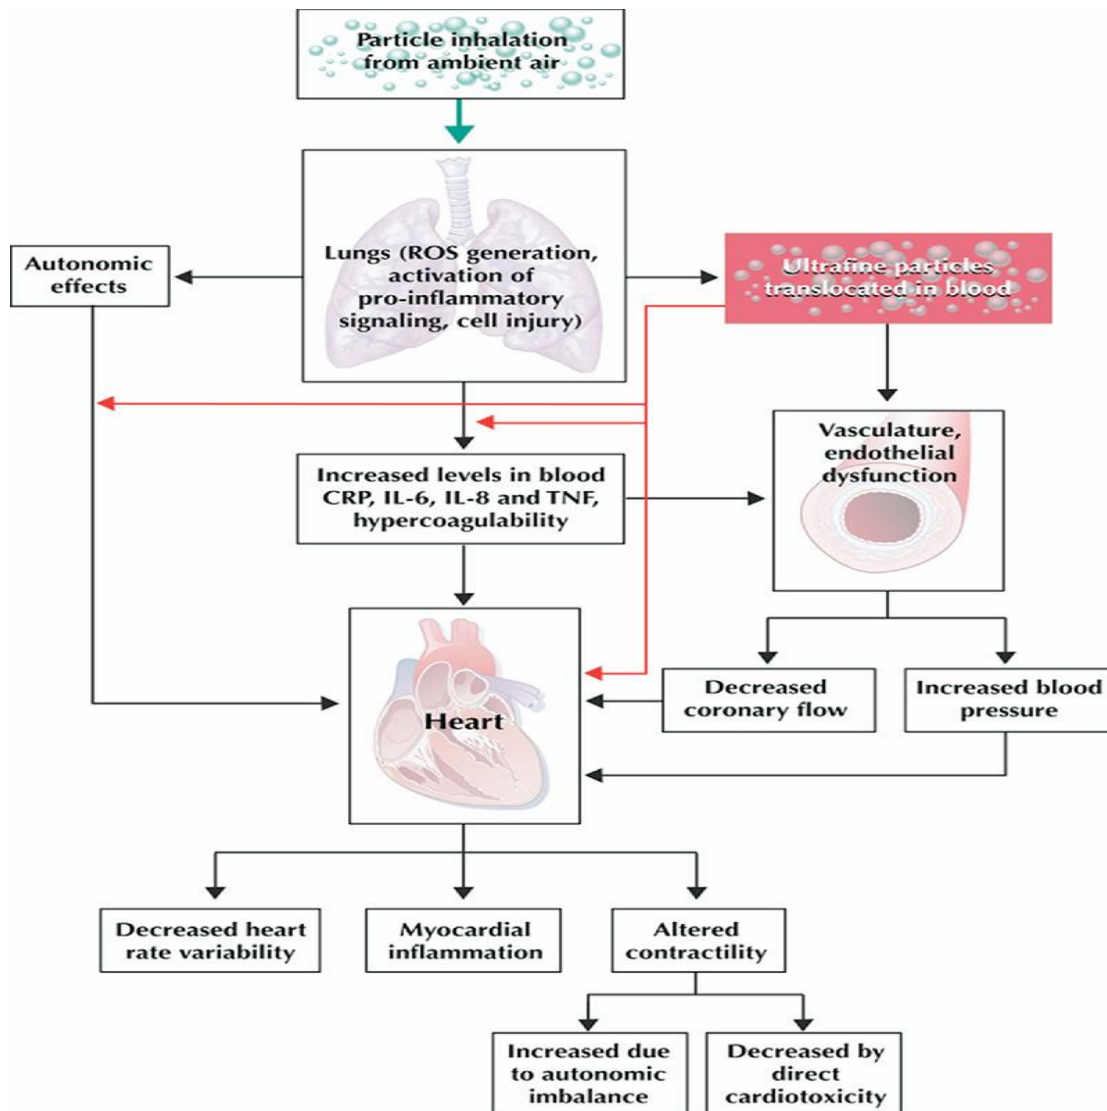 Particle inhalation
from ambient air
Lungs (ROS generation,
activation of
pro-inflammatory
signaling, cell injury)
Autonomic
effects
Ultrafine particles
translocated in blood
Vasculature,
endothelial
dysfunction
Increased levels in blood
CRP, IL-6, IL-8 and TNF,
hypercoagulability
Heart
Decreased
coronary flow
Increased blood
pressure
Decreased heart
rate variability
Myocardial
inflammation
Altered
contractility
Increased due
to autonomic
imbalance
Decreased by
direct
cardiotoxicity